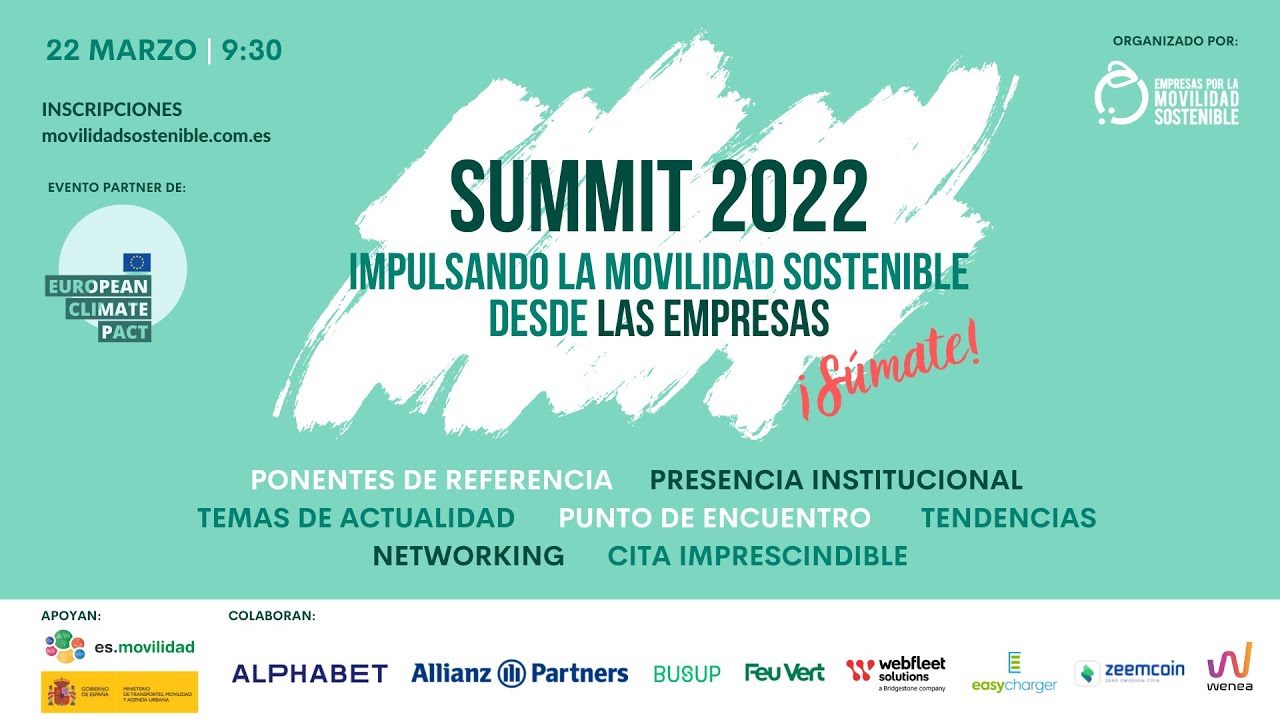 22 MARZO | 9:30
INSCRIPCIONES
movilidadsostenible.com.es
EVENTO PARTNER DE:
EUROPEAN
CLIMATE
PACT
ORGANIZADO POR:
EMPRESAS POR LA
MOVILIDAD
SOSTENIBLE
SUMMIT 2022
IMPULSANDO LA MOVILIDAD SOSTENIBLE
DESDE LAS EMPRESAS
¡Súmate!
PONENTES DE REFERENCIA PRESENCIA INSTITUCIONAL
TEMAS DE ACTUALIDAD PUNTO DE ENCUENTRO TENDENCIAS
NETWORKING CITA IMPRESCINDIBLE
APOYAN:
es.movilidad
GOBIERNO
DE ESPAÑA
MINISTERIO
DE TRANSPORTES, MOVILIDAD
Y AGENDA URBANA
COLABORAN:
ALPHABET
Allianz Partners
BUSUP
Feu Vert
webfleet
solutions
a Bridgestone company
easycharger
zeemcoin
ZERO EMISSION COIN
wenea